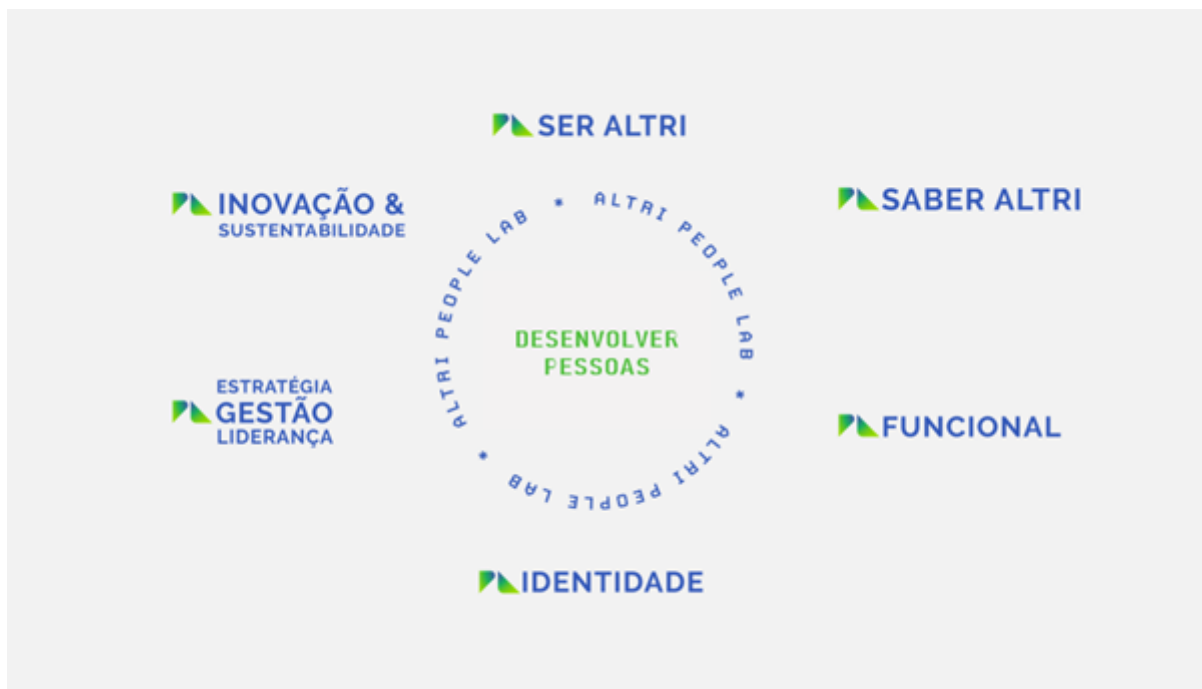 SER ALTRI
INOVAÇÃO &
SUSTENTABILIDADE
SABER ALTRI
ALTRI PEOPLE LAB * ALTRI PEOPLE LAB * ALTRI PEOPLE LAB *
DESENVOLVER
PESSOAS
ESTRATÉGIA
GESTÃO
LIDERANÇA
FUNCIONAL
IDENTIDADE